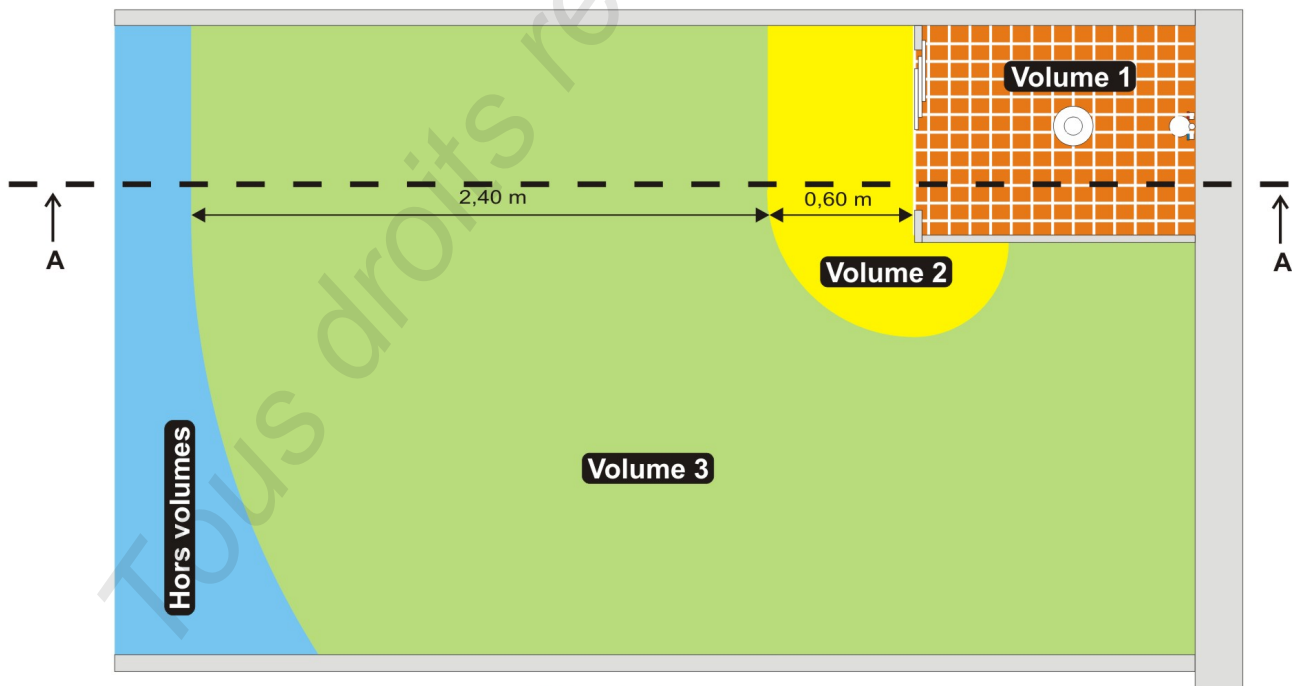 Volume 1
2,40 m
0,60 m
A
A
Volume 2
Volume 3
Hors volumes
Tous droits re